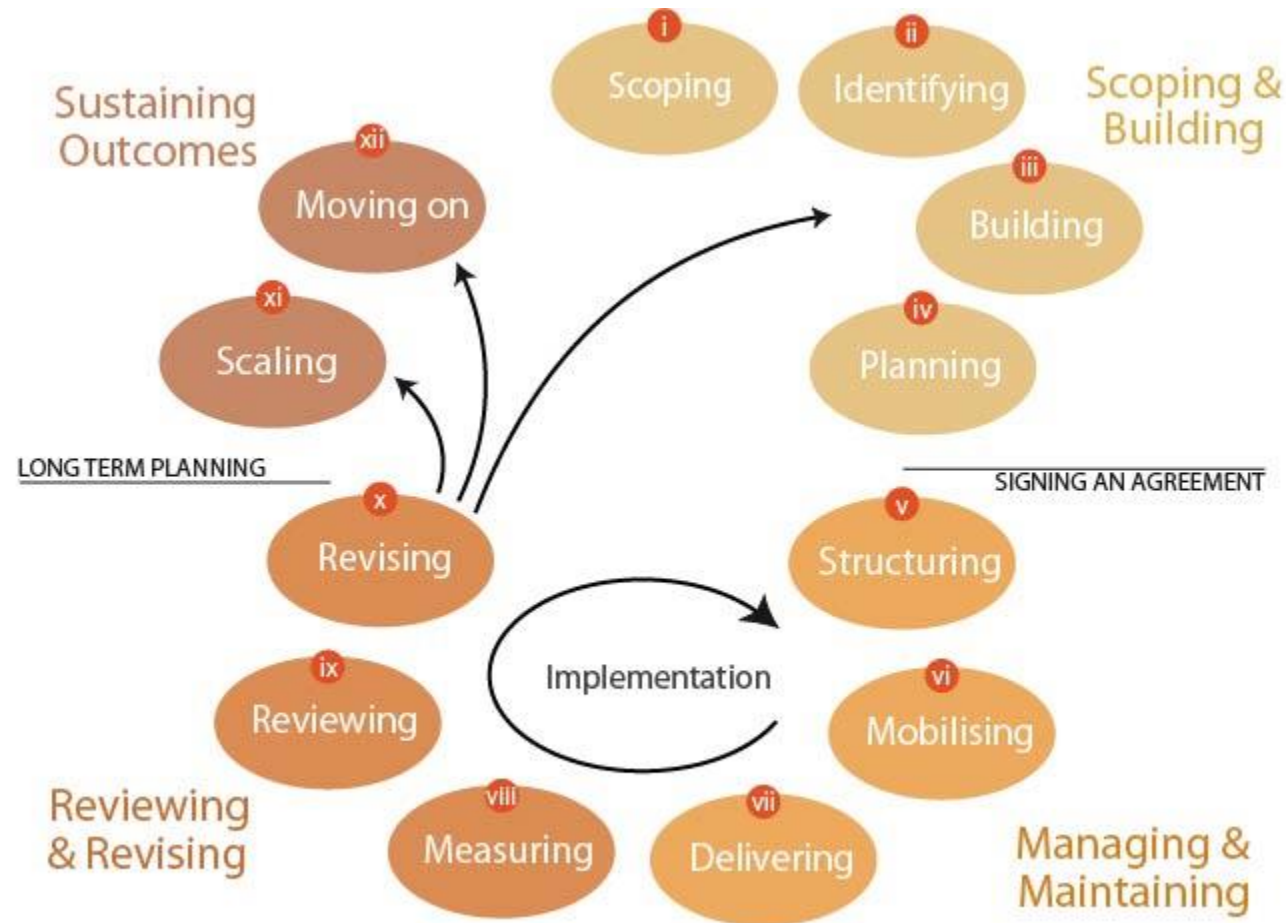 Scoping &
Building
i
Scoping
ii
Identifying
iii
Building
iv
Planning
SIGNING AN AGREEMENT
v
Structuring
vi
Mobilising
vii
Delivering
Managing &
Maintaining
viii
Measuring
ix
Reviewing
x
Revising
Reviewing
& Revising
Implementation
LONG TERM PLANNING
xi
Scaling
xii
Moving on
Sustaining
Outcomes